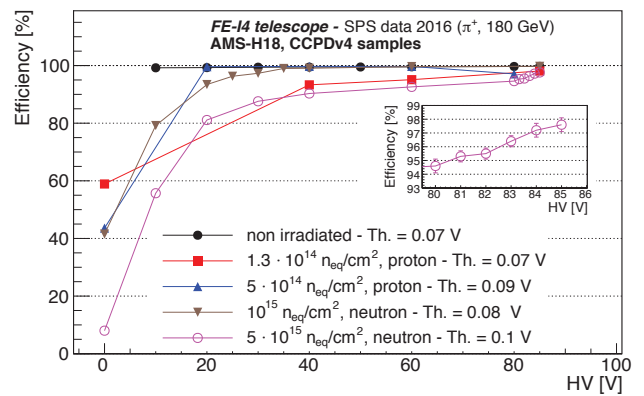 FE-I4 telescope - SPS data 2016 (π⁺, 180 GeV)
AMS-H18, CCPDv4 samples
Efficiency [%]
100
80
60
40
20
0
Efficiency [%]
99
98
97
96
95
94
93
80 81 82 83 84 85 86
HV [V]
non irradiated - Th. = 0.07 V
1.3 · 10¹⁴ n_eq/cm², proton - Th. = 0.07 V
5 · 10¹⁴ n_eq/cm², proton - Th. = 0.09 V
10¹⁵ n_eq/cm², neutron - Th. = 0.08 V
5 · 10¹⁵ n_eq/cm², neutron - Th. = 0.1 V
0 20 40 60 80 100
HV [V]